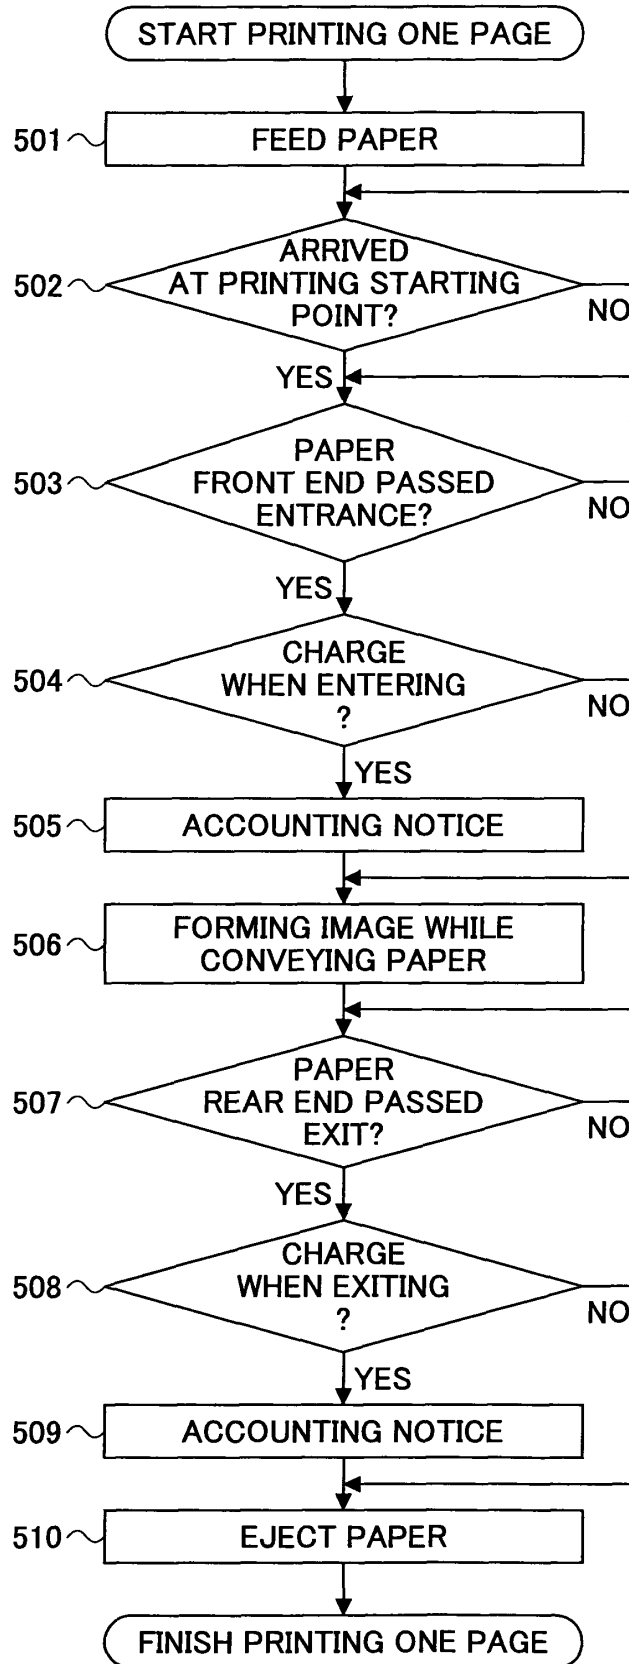 START PRINTING ONE PAGE
501
FEED PAPER
502
ARRIVED
AT PRINTING STARTING
POINT?
NO
YES
503
PAPER
FRONT END PASSED
ENTRANCE?
NO
YES
504
CHARGE
WHEN ENTERING
?
NO
YES
505
ACCOUNTING NOTICE
506
FORMING IMAGE WHILE
CONVEYING PAPER
507
PAPER
REAR END PASSED
EXIT?
NO
YES
508
CHARGE
WHEN EXITING
?
NO
YES
509
ACCOUNTING NOTICE
510
EJECT PAPER
FINISH PRINTING ONE PAGE